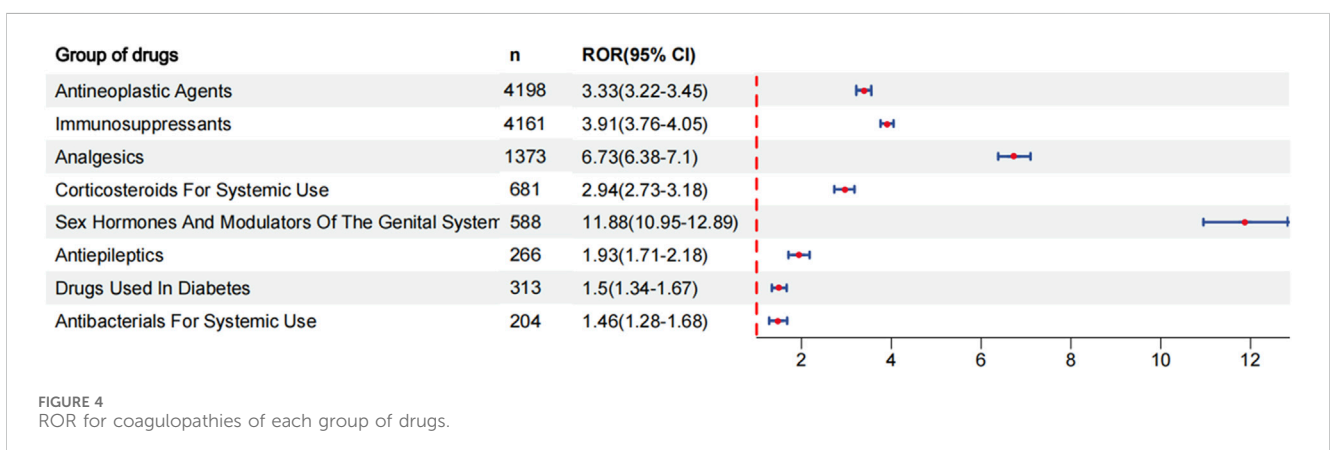 Group of drugs n ROR(95% CI)
Antineoplastic Agents 4198 3.33(3.22-3.45)
Immunosuppressants 4161 3.91(3.76-4.05)
Analgesics 1373 6.73(6.38-7.1)
Corticosteroids For Systemic Use 681 2.94(2.73-3.18)
Sex Hormones And Modulators Of The Genital System 588 11.88(10.95-12.89)
Antiepileptics 266 1.93(1.71-2.18)
Drugs Used In Diabetes 313 1.5(1.34-1.67)
Antibacterials For Systemic Use 204 1.46(1.28-1.68)
2 4 6 8 10 12
FIGURE 4
ROR for coagulopathies of each group of drugs.